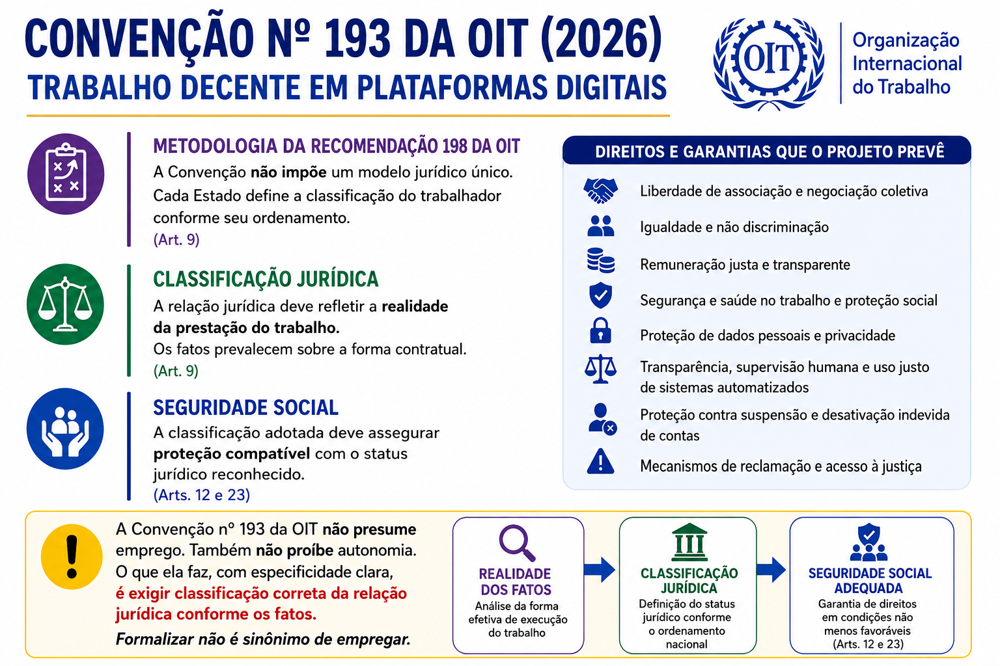 CONVENÇÃO Nº 193 DA OIT (2026)
TRABALHO DECENTE EM PLATAFORMAS DIGITAIS
OIT
Organização
Internacional
do Trabalho
METODOLOGIA DA RECOMENDAÇÃO 198 DA OIT
A Convenção não impõe um modelo jurídico único.
Cada Estado define a classificação do trabalhador
conforme seu ordenamento.
(Art. 9)
CLASSIFICAÇÃO JURÍDICA
A relação jurídica deve refletir a realidade
da prestação do trabalho.
Os fatos prevalecem sobre a forma contratual.
(Art. 9)
SEGURIDADE SOCIAL
A classificação adotada deve assegurar
proteção compatível com o status
jurídico reconhecido.
(Arts. 12 e 23)
DIREITOS E GARANTIAS QUE O PROJETO PREVÊ
Liberdade de associação e negociação coletiva
Igualdade e não discriminação
Remuneração justa e transparente
Segurança e saúde no trabalho e proteção social
Proteção de dados pessoais e privacidade
Transparência, supervisão humana e uso justo
de sistemas automatizados
Proteção contra suspensão e desativação indevida
de contas
Mecanismos de reclamação e acesso à justiça
A Convenção nº 193 da OIT não presume
emprego. Também não proíbe autonomia.
O que ela faz, com especificidade clara,
é exigir classificação correta da relação
jurídica conforme os fatos.
Formalizar não é sinônimo de empregar.
REALIDADE
DOS FATOS
Análise da forma
efetiva de execução
do trabalho
CLASSIFICAÇÃO
JURÍDICA
Definição do status
jurídico conforme
o ordenamento
nacional
SEGURIDADE SOCIAL
ADEQUADA
Garantia de direitos
em condições não
menos favoráveis
(Arts. 12 e 23)